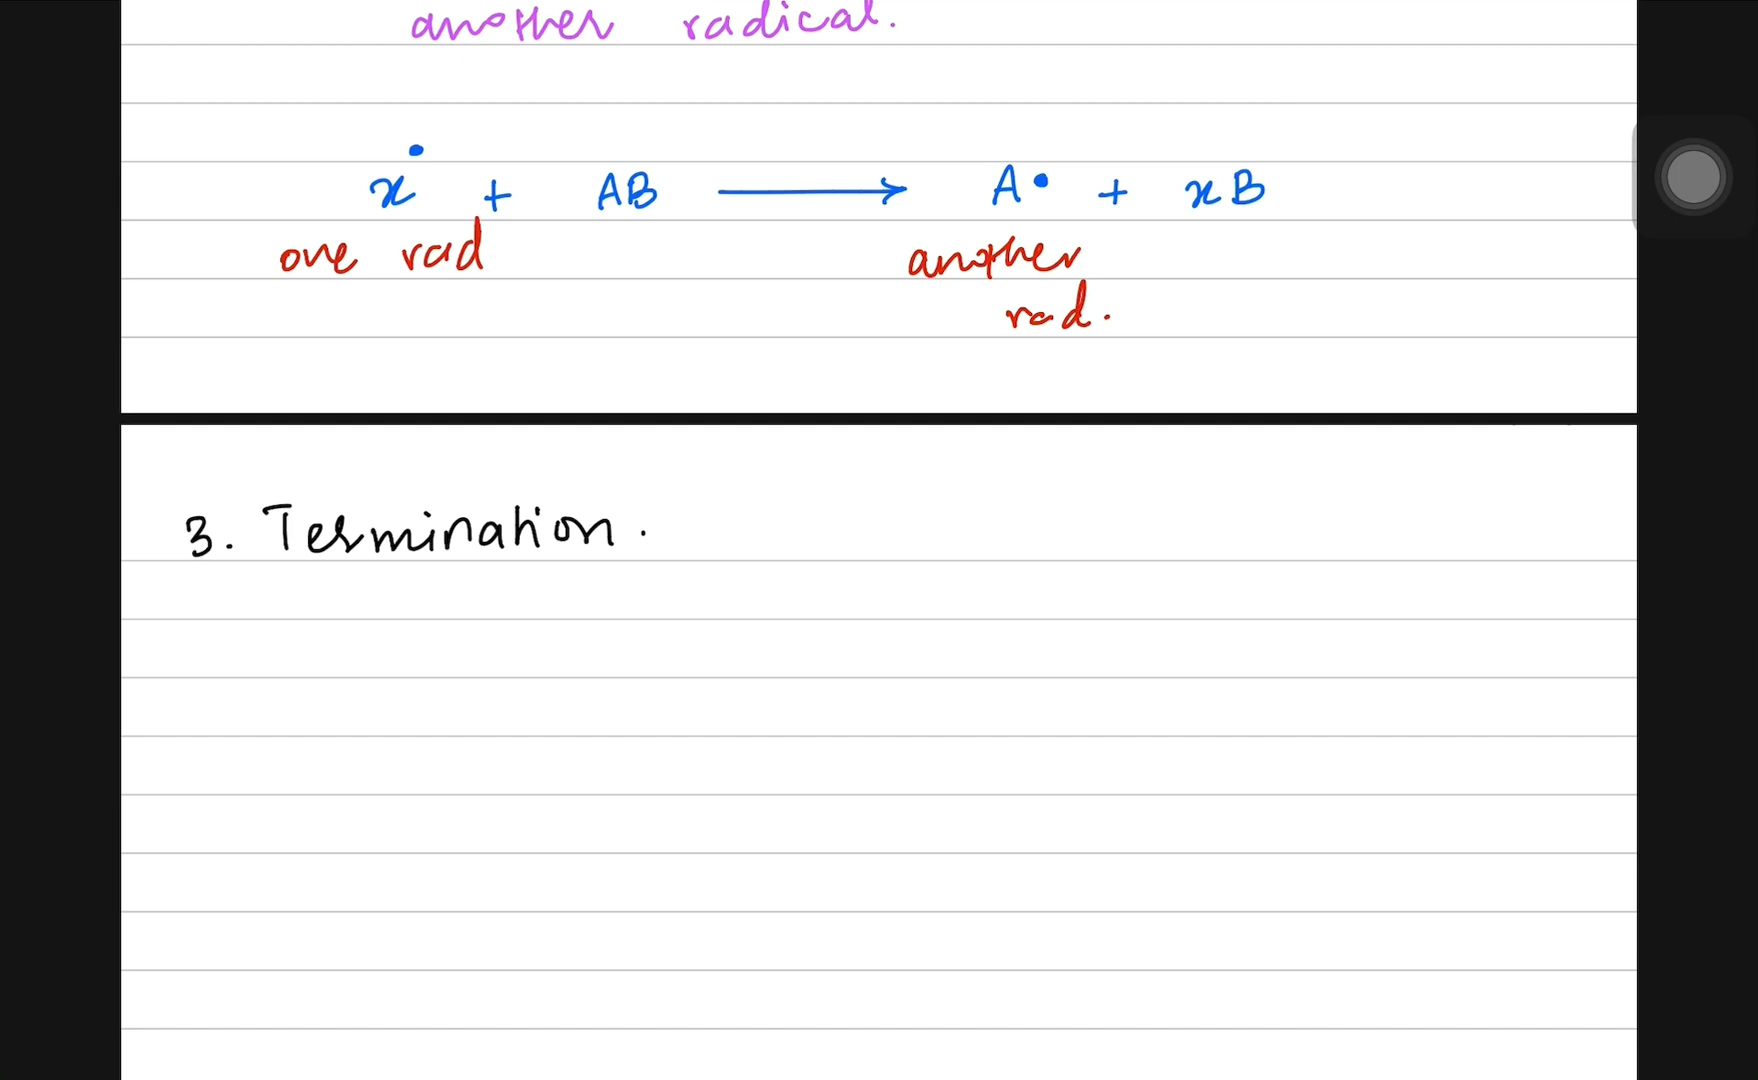 another radical.
x• + AB ⟶ A• + xB
one rad another
rad.
3. Termination.